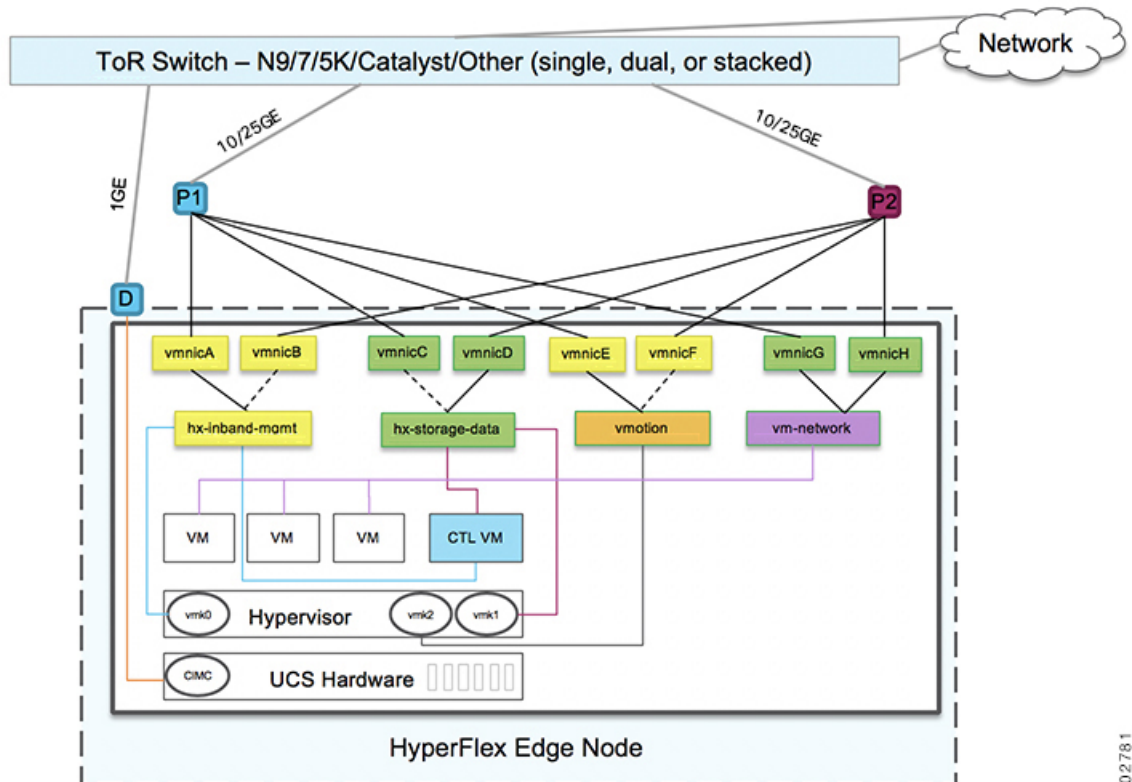 Network
ToR Switch – N9/7/5K/Catalyst/Other (single, dual, or stacked)
10/25GE
10/25GE
1GE
P1
P2
D
vmnicA
vmnicB
vmnicC
vmnicD
vmnicE
vmnicF
vmnicG
vmnicH
hx-inband-mgmt
hx-storage-data
vmotion
vm-network
VM
VM
VM
CTL VM
vmk0
Hypervisor
vmk2
vmk1
CIMC
UCS Hardware
HyperFlex Edge Node
02781